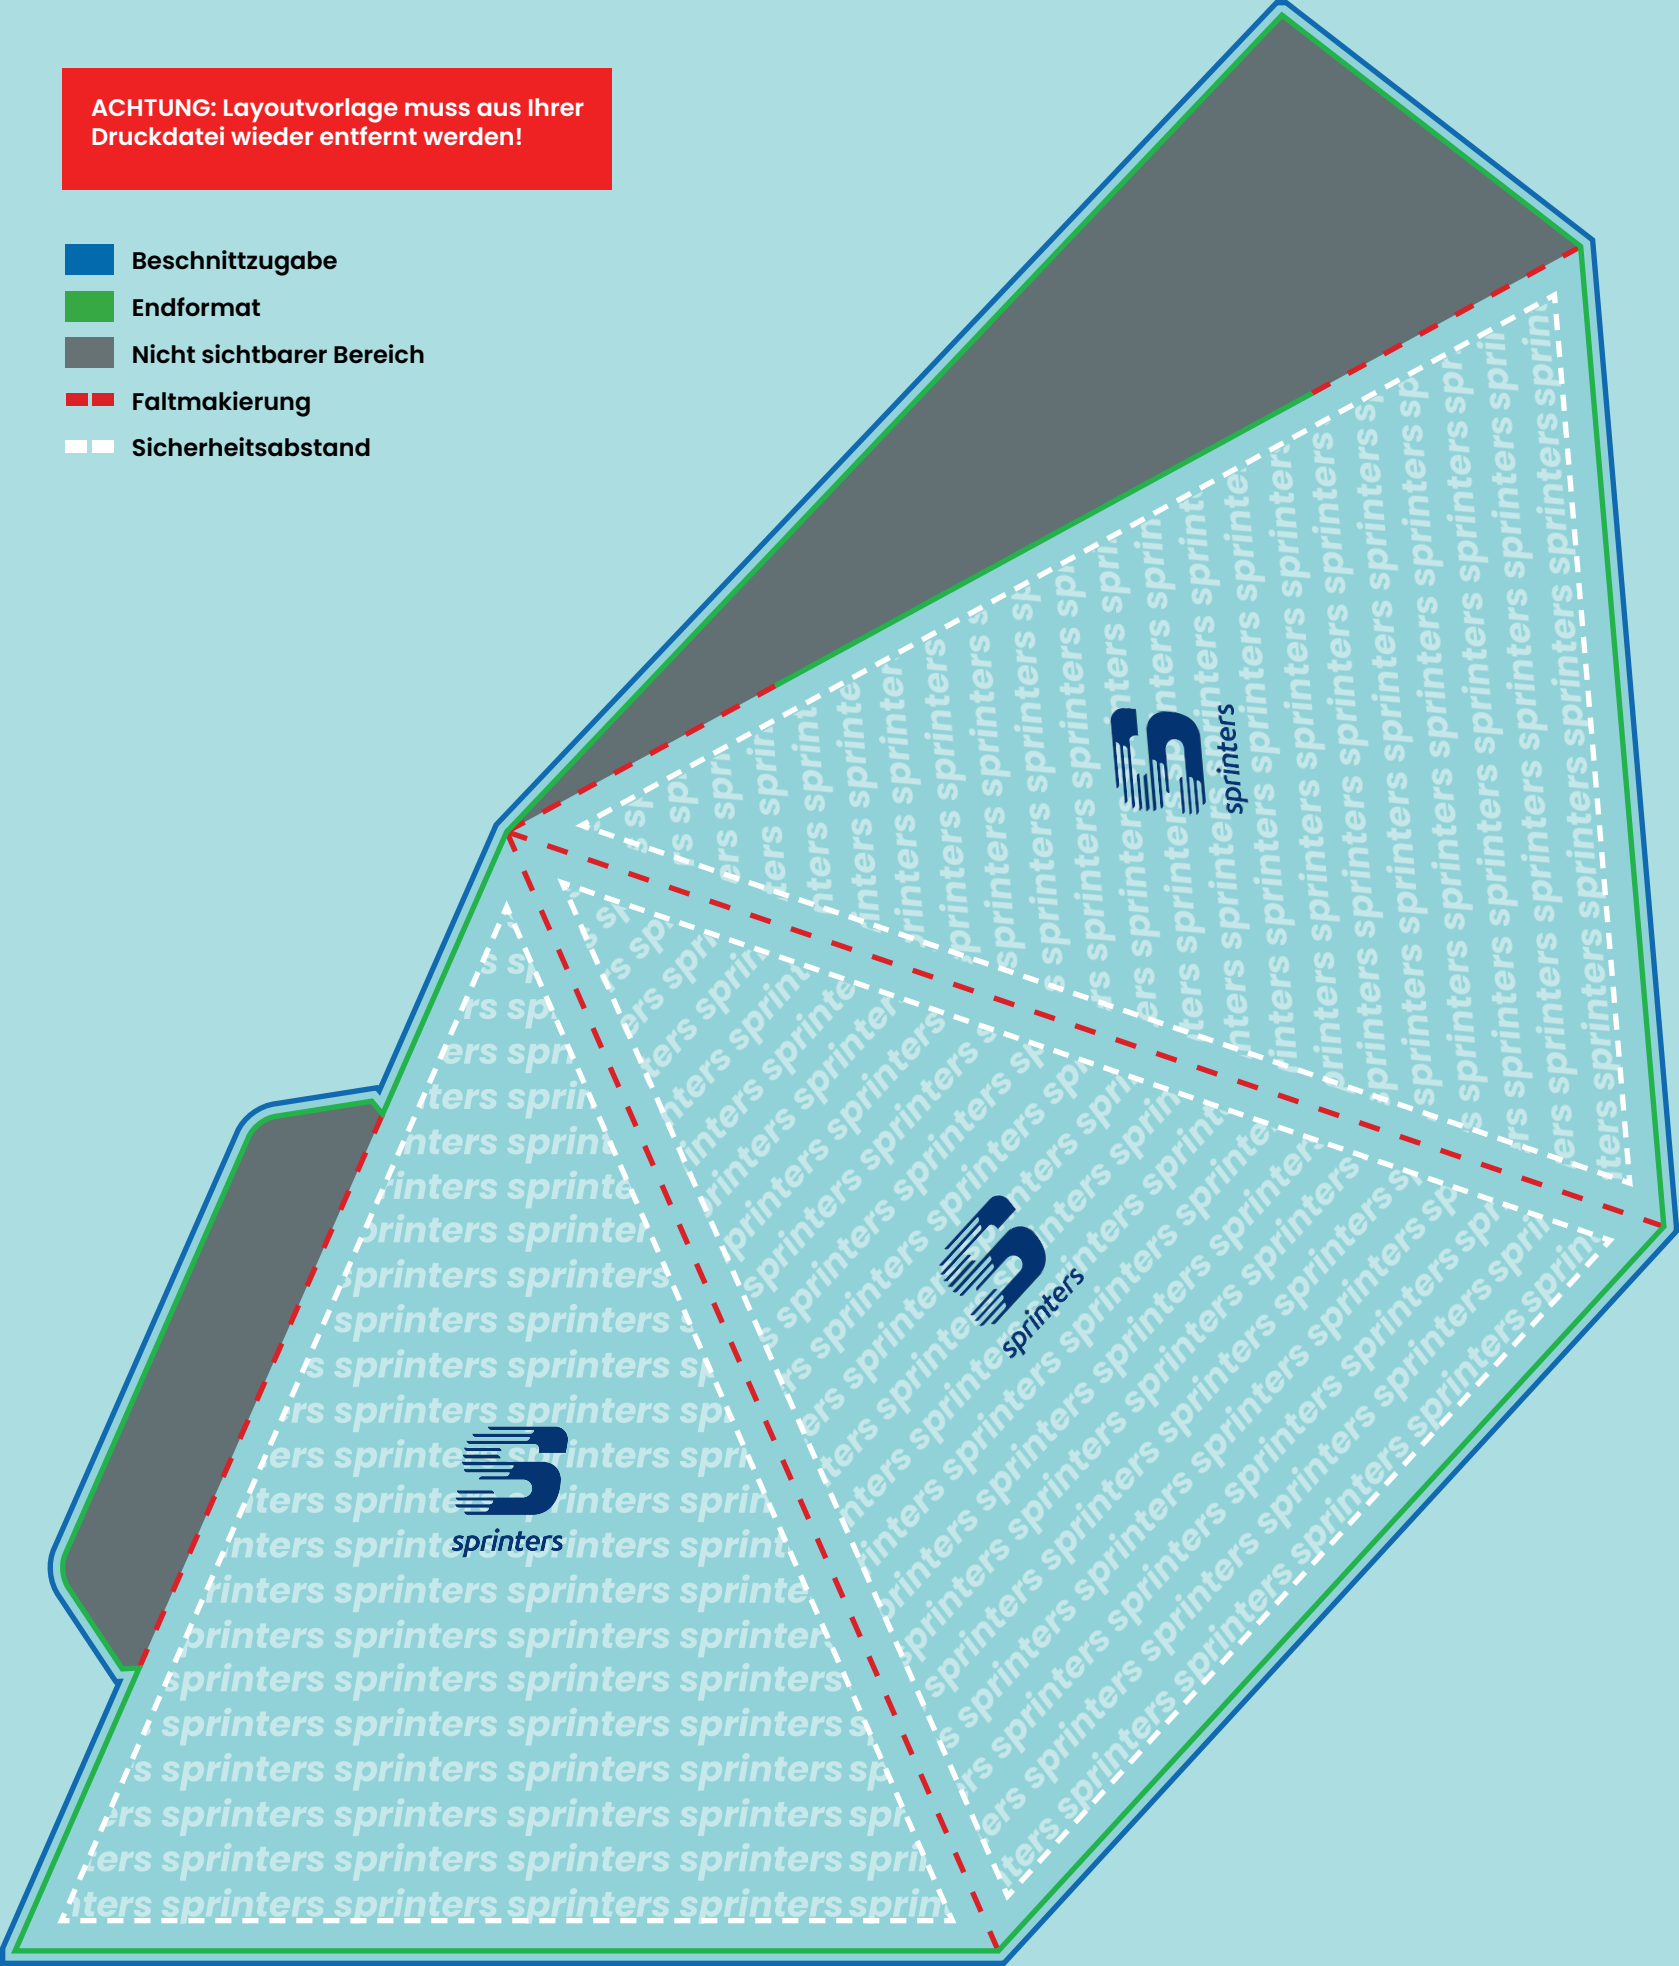 ACHTUNG: Layoutvorlage muss aus Ihrer
Druckdatei wieder entfernt werden!
Beschnittzugabe
Endformat
Nicht sichtbarer Bereich
Faltmakierung
Sicherheitsabstand
sprinters
sprinters
sprinters